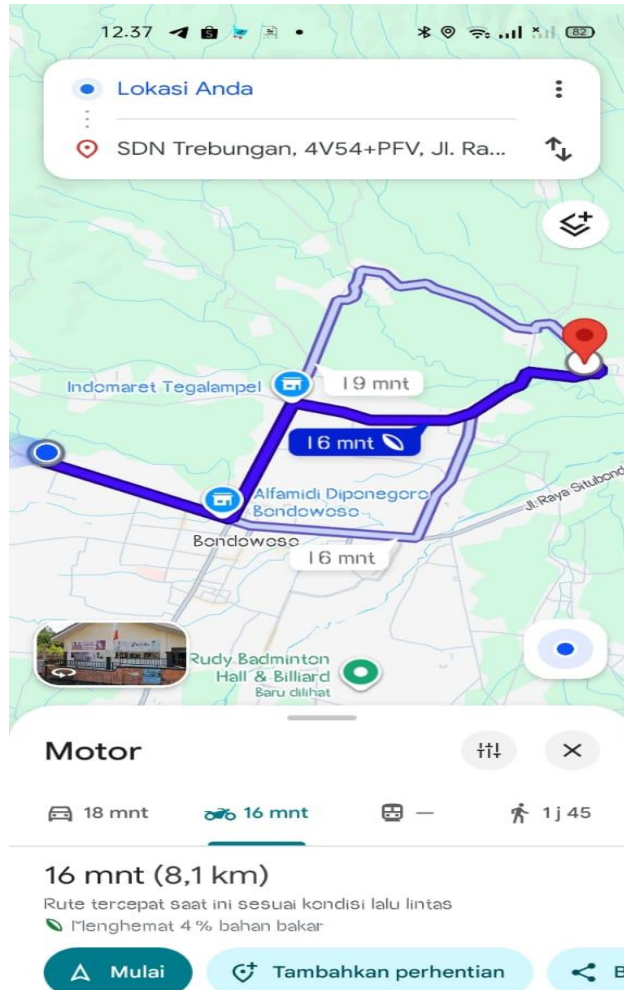 12.37
82
Lokasi Anda
SDN Trebungan, 4V54+PFV, Jl. Ra...
Indomaret Tegalampel
19 mnt
16 mnt
Alfamidi Diponegoro
Bondowoso
Bondowoso
16 mnt
Jl. Raya Situbond
Rudy Badminton
Hall & Billiard
Baru dilihat
Motor
18 mnt
16 mnt
—
1 j 45
16 mnt (8,1 km)
Rute tercepat saat ini sesuai kondisi lalu lintas
Menghemat 4% bahan bakar
Mulai
Tambahkan perhentian
B